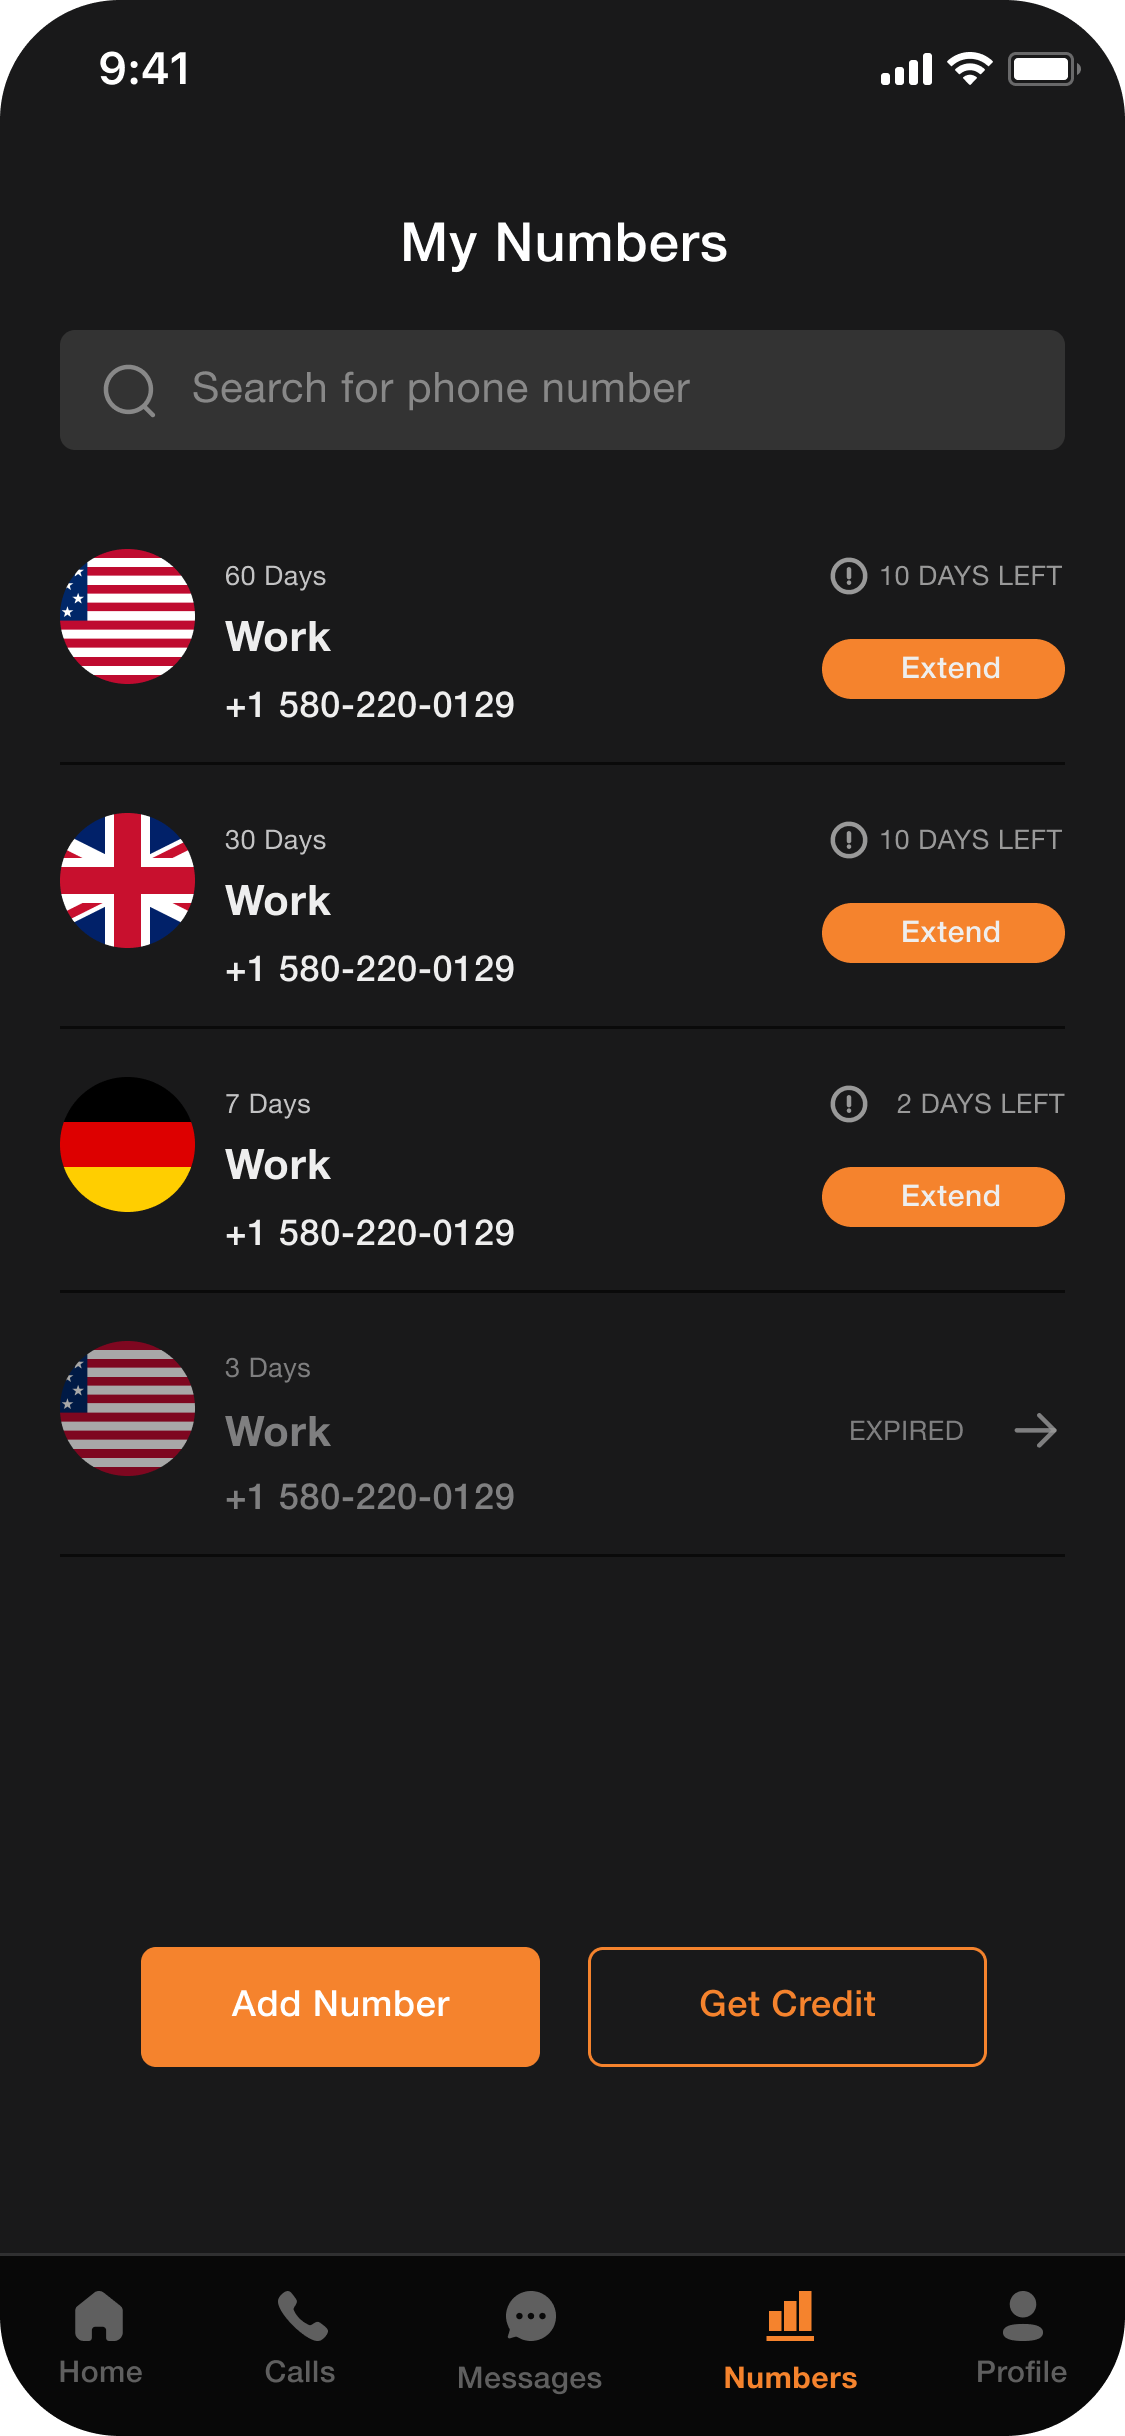 9:41
My Numbers
Search for phone number
60 Days
10 DAYS LEFT
Work
Extend
+1 580-220-0129
30 Days
10 DAYS LEFT
Work
Extend
+1 580-220-0129
7 Days
2 DAYS LEFT
Work
Extend
+1 580-220-0129
3 Days
Work
EXPIRED
+1 580-220-0129
Add Number
Get Credit
Home
Calls
Messages
Numbers
Profile